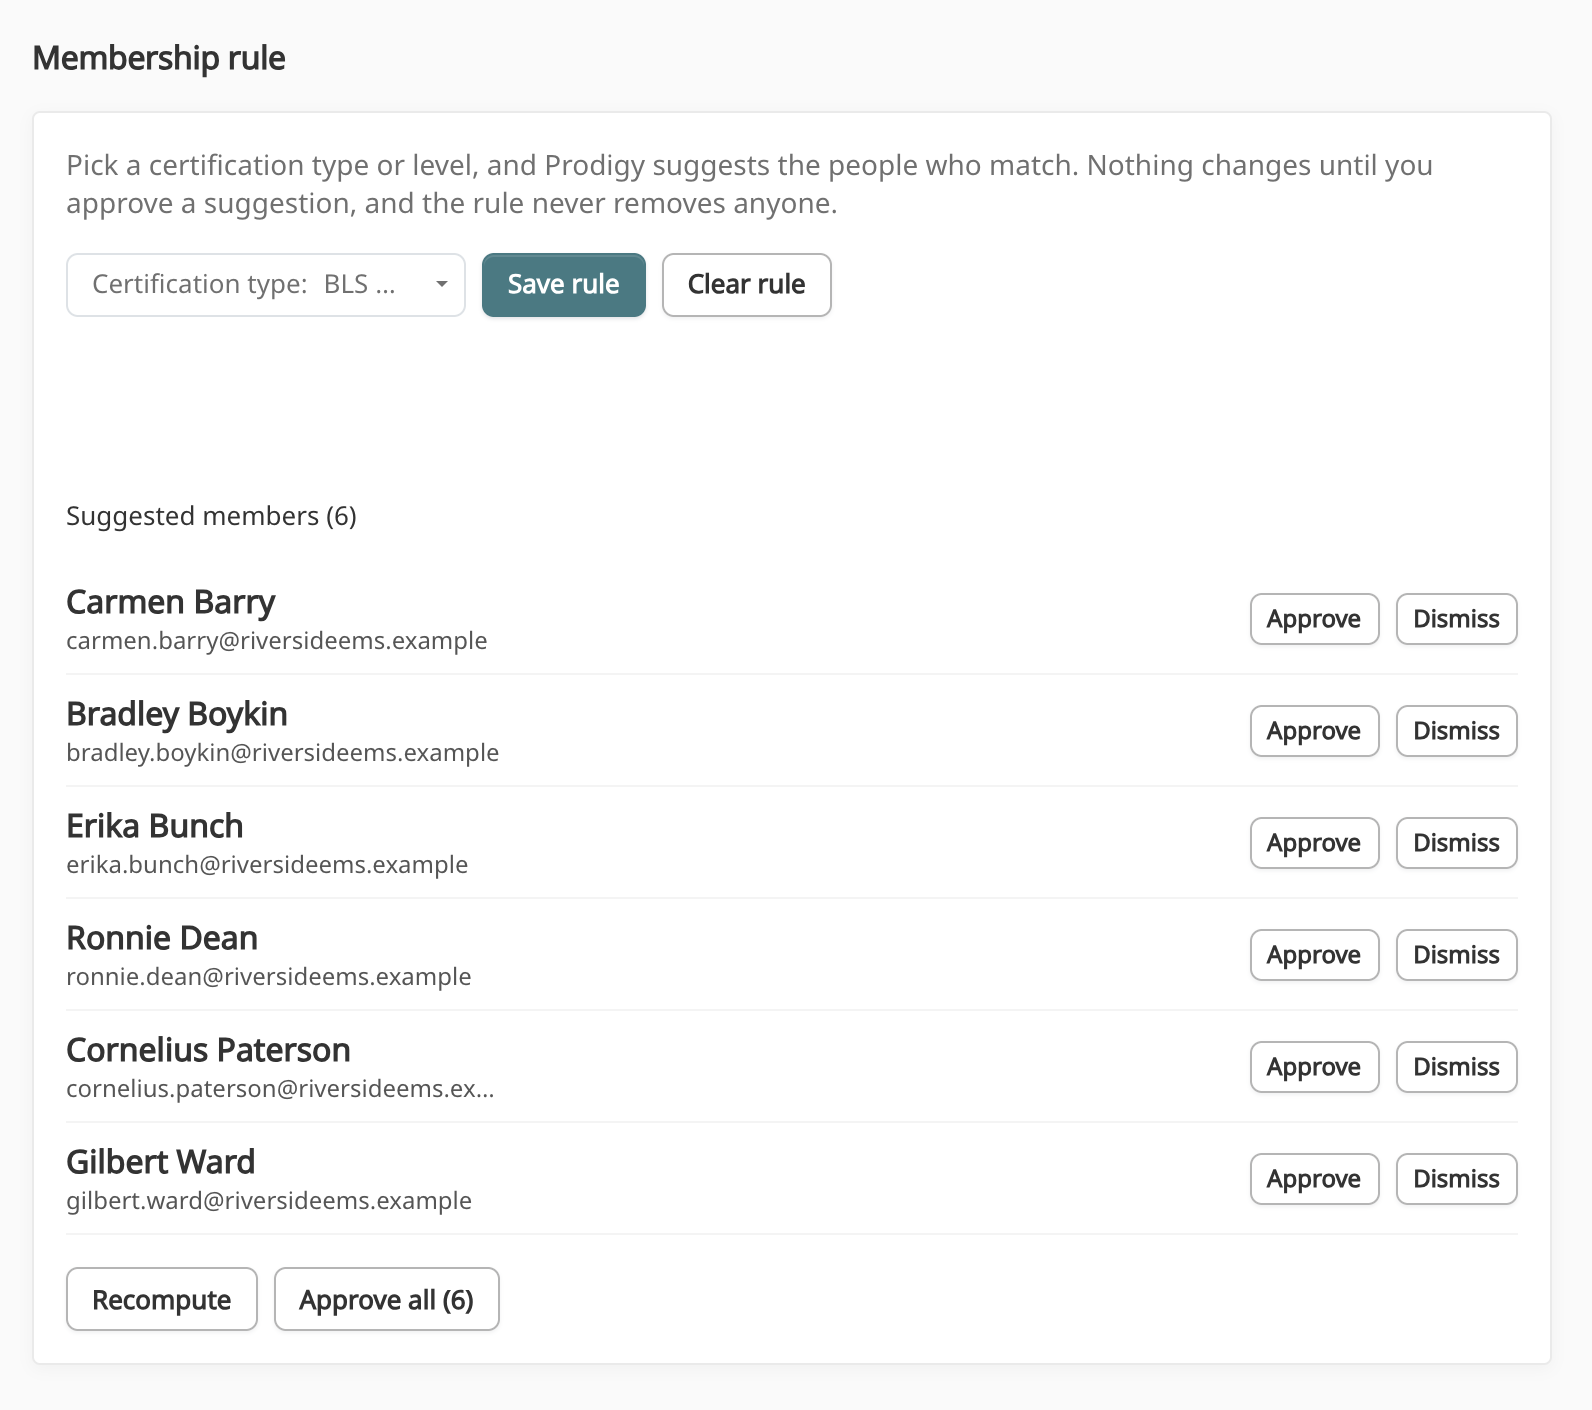 Membership rule
Pick a certification type or level, and Prodigy suggests the people who match. Nothing changes until you
approve a suggestion, and the rule never removes anyone.
Certification type: BLS ... Save rule Clear rule
Suggested members (6)
Carmen Barry
carmen.barry@riversideems.example
Approve Dismiss
Bradley Boykin
bradley.boykin@riversideems.example
Approve Dismiss
Erika Bunch
erika.bunch@riversideems.example
Approve Dismiss
Ronnie Dean
ronnie.dean@riversideems.example
Approve Dismiss
Cornelius Paterson
cornelius.paterson@riversideems.ex...
Approve Dismiss
Gilbert Ward
gilbert.ward@riversideems.example
Approve Dismiss
Recompute Approve all (6)